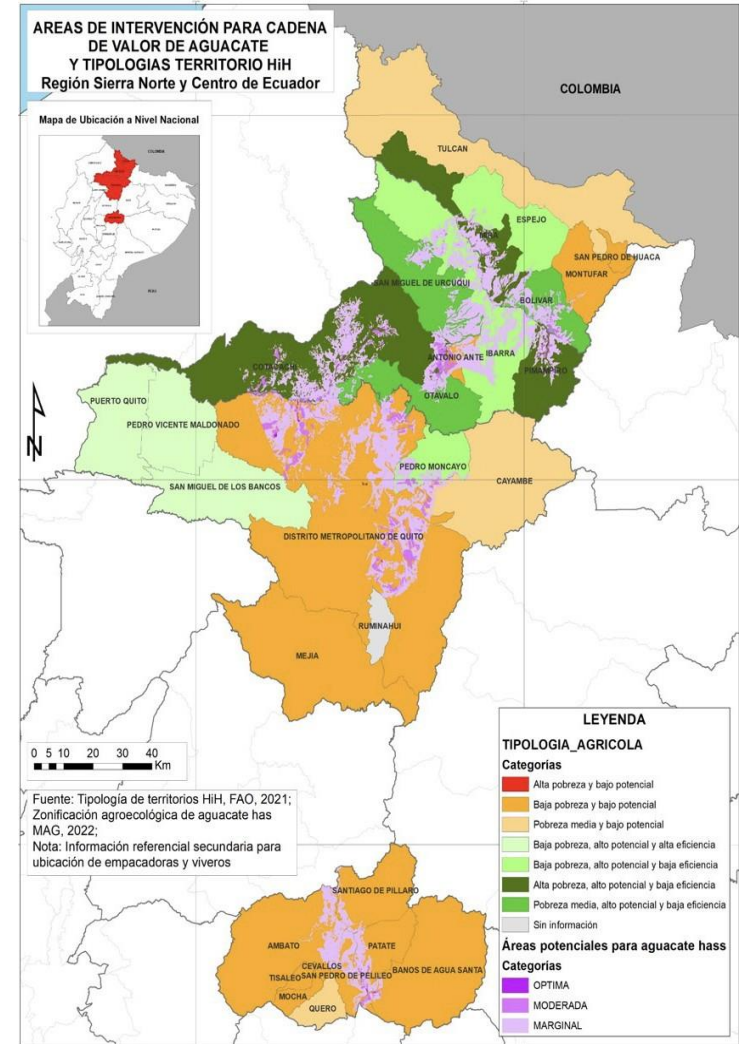 AREAS DE INTERVENCIÓN PARA CADENA
DE VALOR DE AGUACATE
Y TIPOLOGIAS TERRITORIO HiH
Región Sierra Norte y Centro de Ecuador
Mapa de Ubicación a Nivel Nacional
COLOMBIA
TULCAN
ESPEJO
MIRA
SAN PEDRO DE HUACA
MONTUFAR
SAN MIGUEL DE URCUQUI
BOLIVAR
ANTONIO ANTE
IBARRA
COTACACHI
PIMAMPIRO
OTAVALO
PUERTO QUITO
PEDRO VICENTE MALDONADO
PEDRO MONCAYO
CAYAMBE
SAN MIGUEL DE LOS BANCOS
DISTRITO METROPOLITANO DE QUITO
RUMINAHUI
MEJIA
N
0 5 10 20 30 40
Km
Fuente: Tipología de territorios HiH, FAO, 2021;
Zonificación agroecológica de aguacate has
MAG, 2022;
Nota: Información referencial secundaria para
ubicación de empacadoras y viveros
SANTIAGO DE PILLARO
AMBATO
PATATE
CEVALLOS
TISALEO
SAN PEDRO DE PELILEO
BANOS DE AGUA SANTA
MOCHA
QUERO
LEYENDA
TIPOLOGIA_AGRICOLA
Categorías
Alta pobreza y bajo potencial
Baja pobreza y bajo potencial
Pobreza media y bajo potencial
Baja pobreza, alto potencial y alta eficiencia
Baja pobreza, alto potencial y baja eficiencia
Alta pobreza, alto potencial y baja eficiencia
Pobreza media, alto potencial y baja eficiencia
Sin información
Áreas potenciales para aguacate hass
Categorías
OPTIMA
MODERADA
MARGINAL